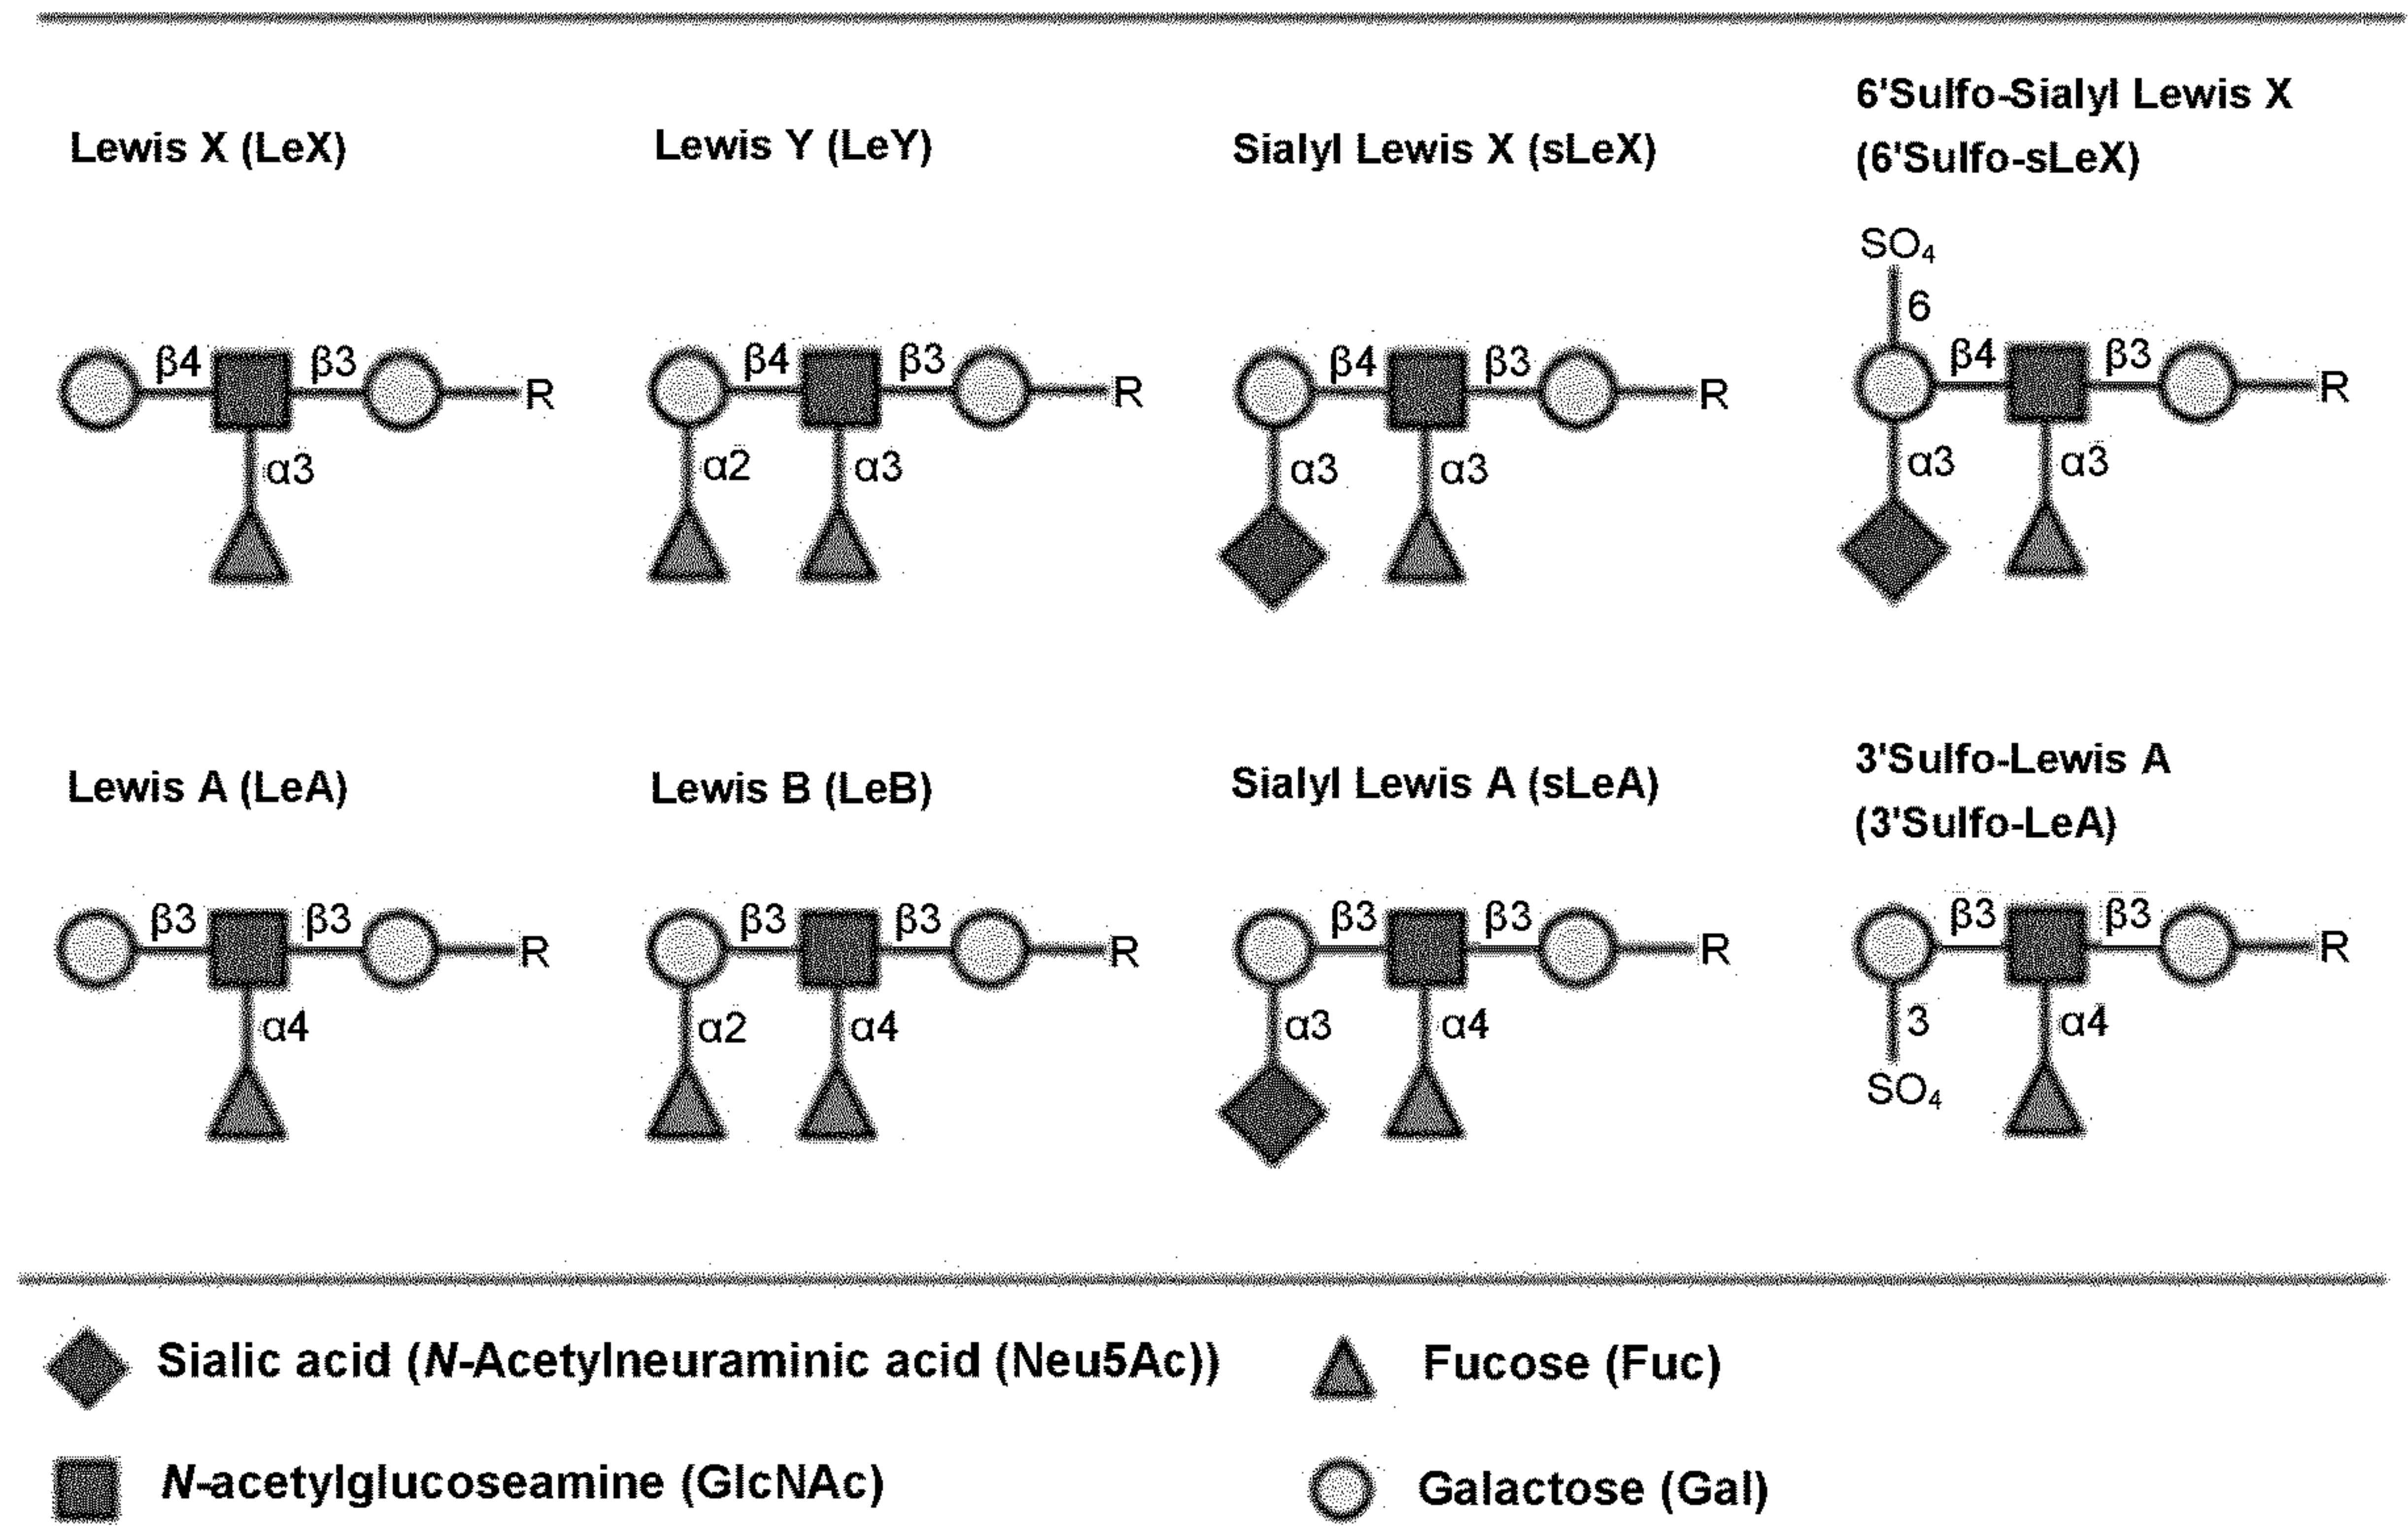 Lewis X (LeX)
Lewis Y (LeY)
Sialyl Lewis X (sLeX)
6'Sulfo-Sialyl Lewis X
(6'Sulfo-sLeX)
β4 β3 R
α3
β4 β3 R
α2 α3
β4 β3 R
α3 α3
SO₄
6
β4 β3 R
α3 α3
Lewis A (LeA)
Lewis B (LeB)
Sialyl Lewis A (sLeA)
3'Sulfo-Lewis A
(3'Sulfo-LeA)
β3 β3 R
α4
β3 β3 R
α2 α4
β3 β3 R
α3 α4
β3 β3 R
3 α4
SO₄
Sialic acid (N-Acetylneuraminic acid (Neu5Ac))
Fucose (Fuc)
N-acetylglucoseamine (GlcNAc)
Galactose (Gal)